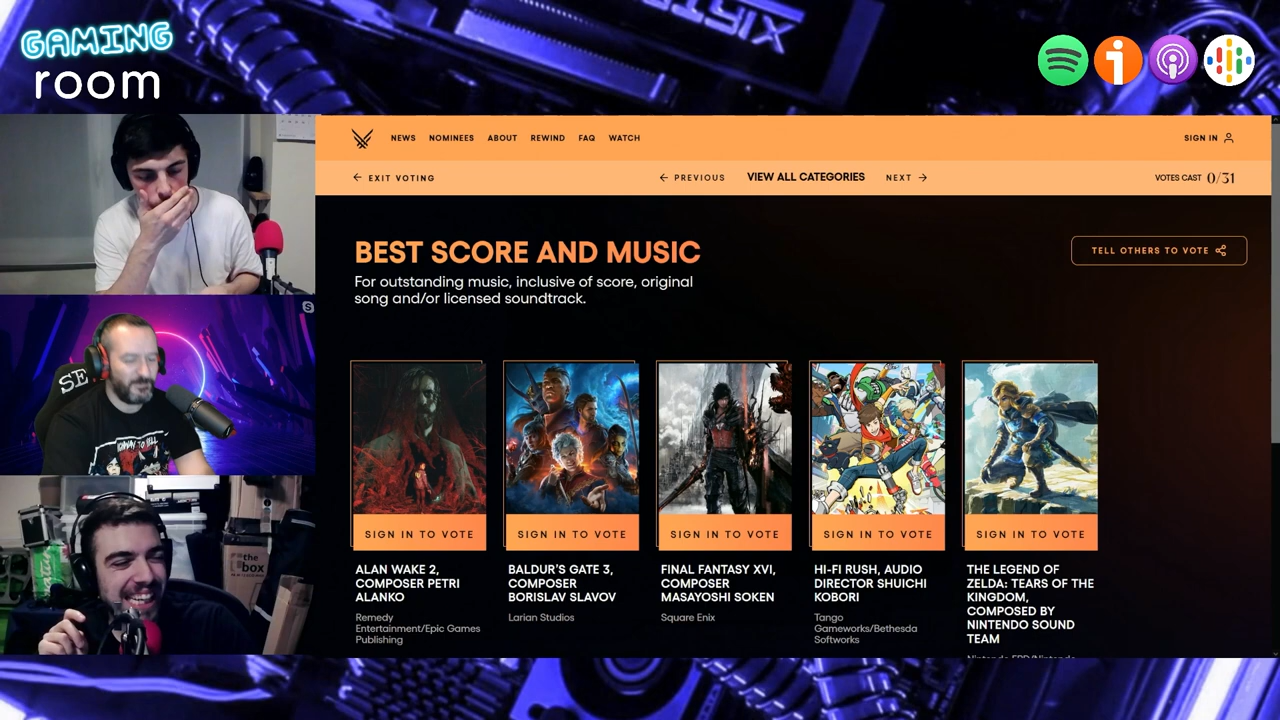 GAMING
room
NEWS NOMINEES ABOUT REWIND FAQ WATCH SIGN IN
← EXIT VOTING ← PREVIOUS VIEW ALL CATEGORIES NEXT → VOTES CAST 0/31
BEST SCORE AND MUSIC
TELL OTHERS TO VOTE
For outstanding music, inclusive of score, original
song and/or licensed soundtrack.
SIGN IN TO VOTE
ALAN WAKE 2,
COMPOSER PETRI
ALANKO
Remedy
Entertainment/Epic Games
Publishing
SIGN IN TO VOTE
BALDUR'S GATE 3,
COMPOSER
BORISLAV SLAVOV
Larian Studios
SIGN IN TO VOTE
FINAL FANTASY XVI,
COMPOSER
MASAYOSHI SOKEN
Square Enix
SIGN IN TO VOTE
HI-FI RUSH, AUDIO
DIRECTOR SHUICHI
KOBORI
Tango
Gameworks/Bethesda
Softworks
SIGN IN TO VOTE
THE LEGEND OF
ZELDA: TEARS OF THE
KINGDOM,
COMPOSED BY
NINTENDO SOUND
TEAM
SE
the
box